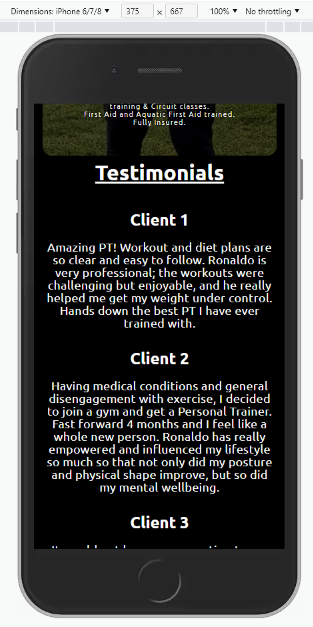 Dimensions: iPhone 6/7/8 ▼ 375 x 667 100% ▼ No throttling ▼
training & Circuit classes.
First Aid and Aquatic First Aid trained.
Fully Insured.
Testimonials
Client 1
Amazing PT! Workout and diet plans are
so clear and easy to follow. Ronaldo is
very professional; the workouts were
challenging but enjoyable, and he really
helped me get my weight under control.
Hands down the best PT I have ever
trained with.
Client 2
Having medical conditions and general
disengagement with exercise, I decided
to join a gym and get a Personal Trainer.
Fast forward 4 months and I feel like a
whole new person. Ronaldo has really
empowered and influenced my lifestyle
so much so that not only did my posture
and physical shape improve, but so did
my mental wellbeing.
Client 3